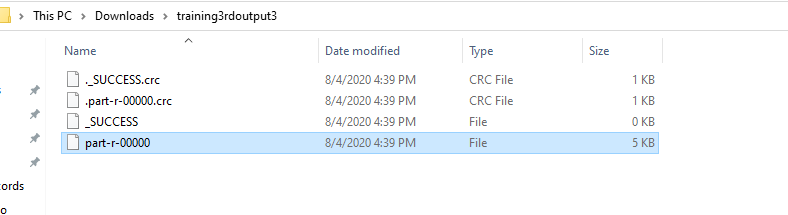 This PC > Downloads > training3rdoutput3
Name Date modified Type Size
._SUCCESS.crc 8/4/2020 4:39 PM CRC File 1 KB
.part-r-00000.crc 8/4/2020 4:39 PM CRC File 1 KB
_SUCCESS 8/4/2020 4:39 PM File 0 KB
part-r-00000 8/4/2020 4:39 PM File 5 KB
cords
o